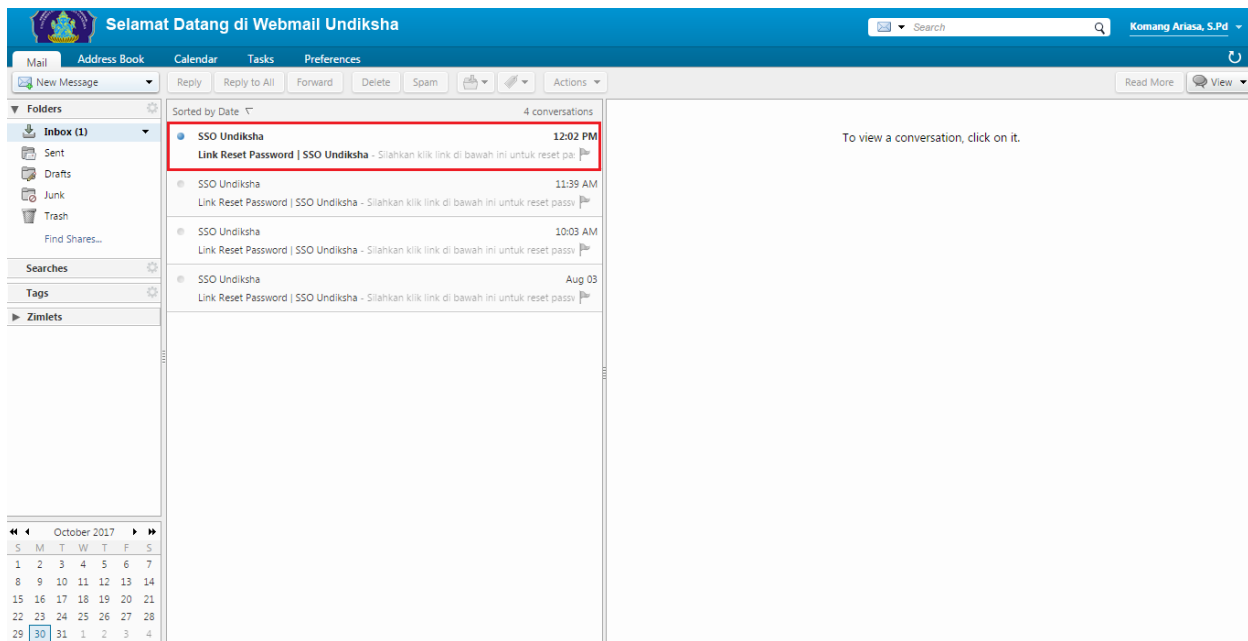 Selamat Datang di Webmail Undiksha
Search
Komang Ariasa, S.Pd
Mail Address Book Calendar Tasks Preferences
New Message Reply Reply to All Forward Delete Spam Actions Read More View
Folders
Inbox (1)
Sent
Drafts
Junk
Trash
Find Shares...
Searches
Tags
Zimlets
Sorted by Date 4 conversations
SSO Undiksha 12:02 PM
Link Reset Password | SSO Undiksha - Silahkan klik link di bawah ini untuk reset pa
SSO Undiksha 11:39 AM
Link Reset Password | SSO Undiksha - Silahkan klik link di bawah ini untuk reset passv
SSO Undiksha 10:03 AM
Link Reset Password | SSO Undiksha - Silahkan klik link di bawah ini untuk reset passv
SSO Undiksha Aug 03
Link Reset Password | SSO Undiksha - Silahkan klik link di bawah ini untuk reset passv
To view a conversation, click on it.
October 2017
S M T W T F S
1 2 3 4 5 6 7
8 9 10 11 12 13 14
15 16 17 18 19 20 21
22 23 24 25 26 27 28
29 30 31 1 2 3 4